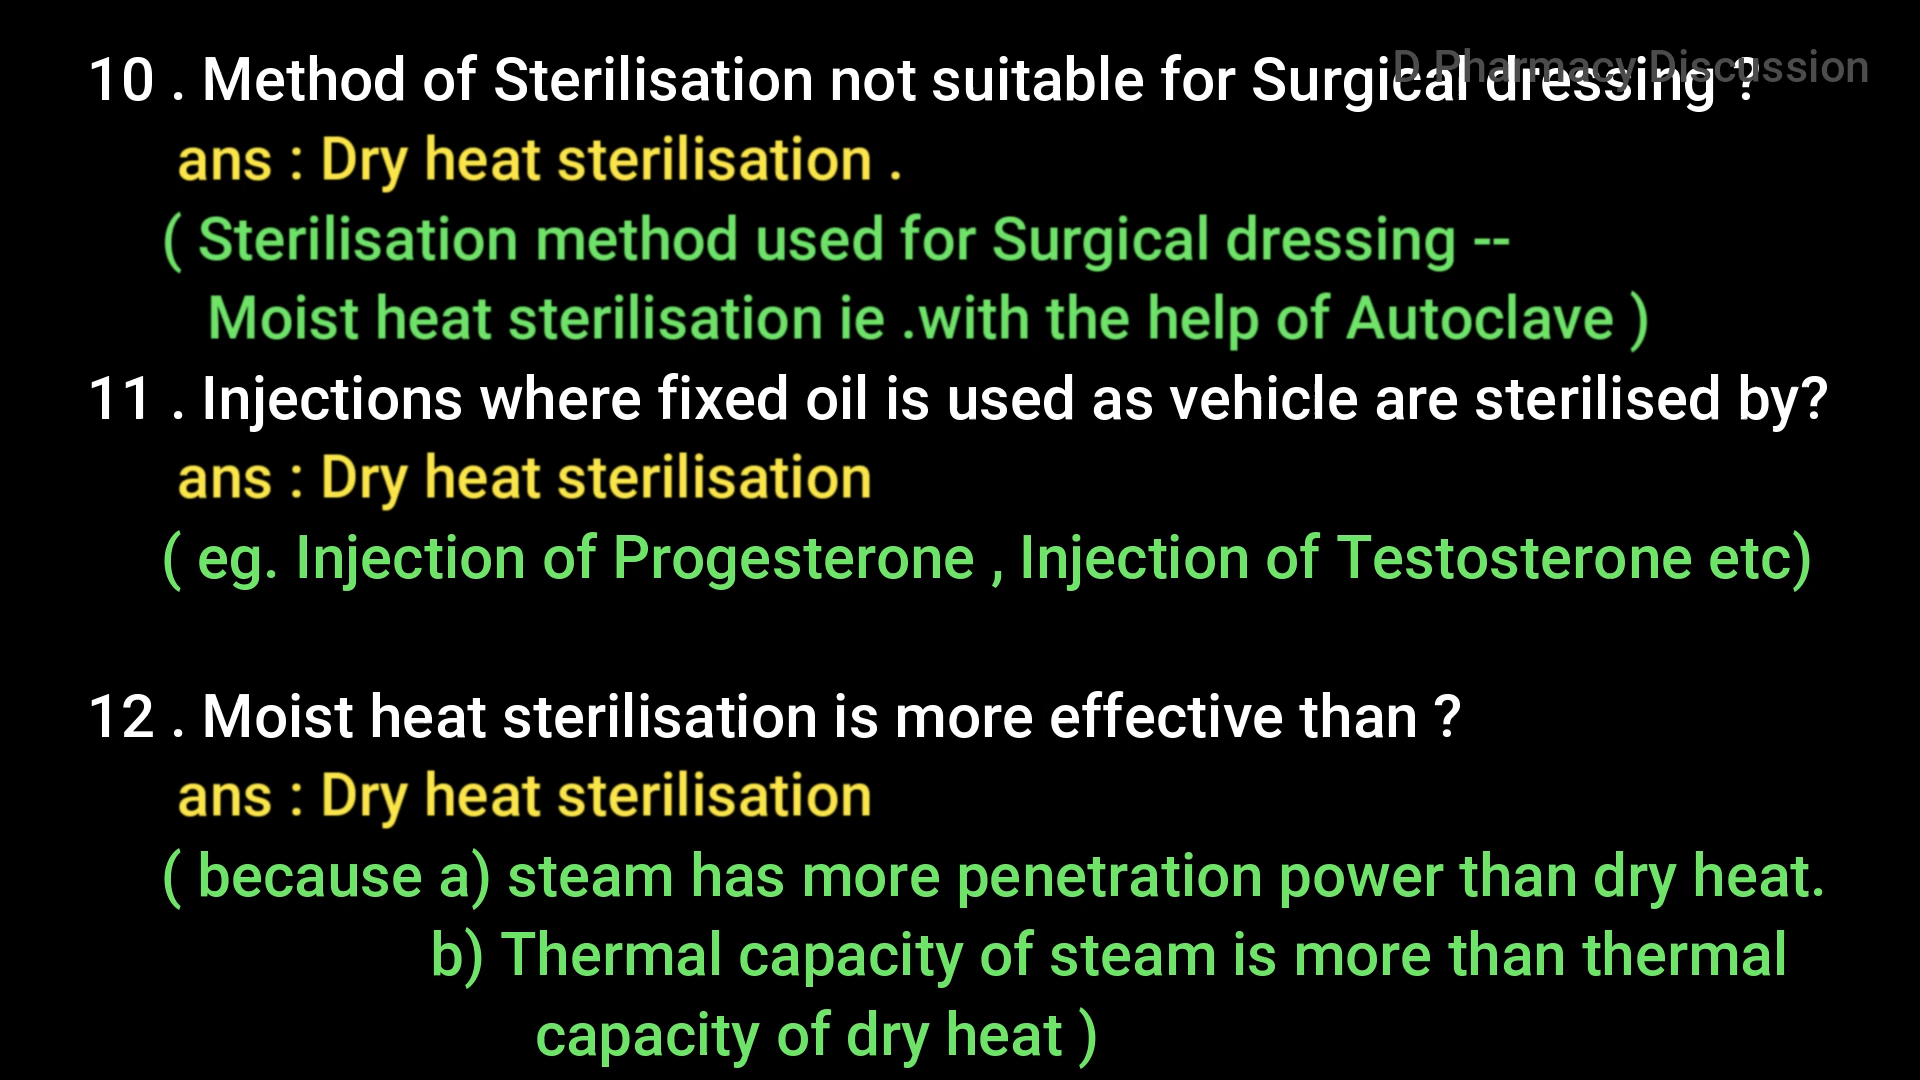 D Pharmacy Discussion
10 . Method of Sterilisation not suitable for Surgical dressing ?
ans : Dry heat sterilisation .
( Sterilisation method used for Surgical dressing --
Moist heat sterilisation ie .with the help of Autoclave )
11 . Injections where fixed oil is used as vehicle are sterilised by?
ans : Dry heat sterilisation
( eg. Injection of Progesterone , Injection of Testosterone etc)
12 . Moist heat sterilisation is more effective than ?
ans : Dry heat sterilisation
( because a) steam has more penetration power than dry heat.
b) Thermal capacity of steam is more than thermal
capacity of dry heat )